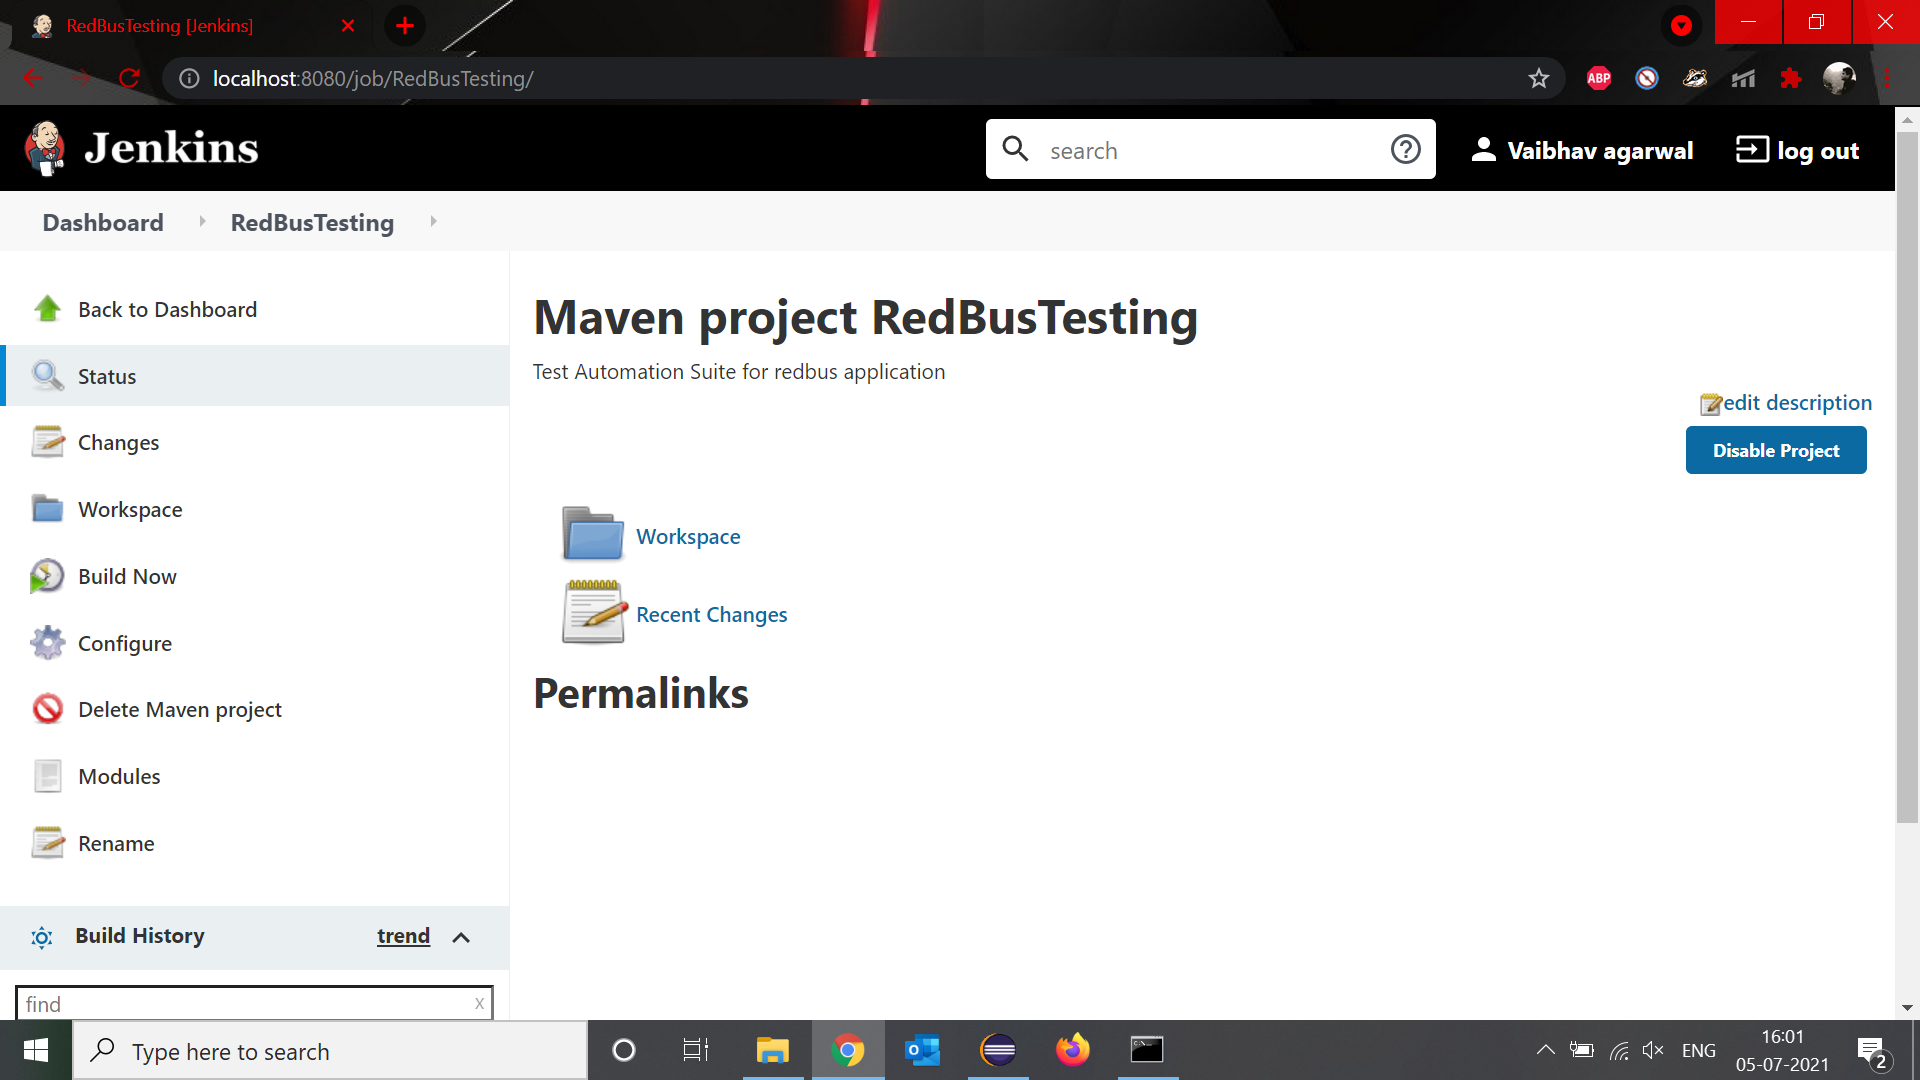 RedBusTesting [Jenkins]
localhost:8080/job/RedBusTesting/
ABP
Jenkins
search
Vaibhav agarwal
log out
Dashboard
RedBusTesting
Back to Dashboard
Status
Changes
Workspace
Build Now
Configure
Delete Maven project
Modules
Rename
Build History
trend
find
x
Maven project RedBusTesting
Test Automation Suite for redbus application
edit description
Disable Project
Workspace
Recent Changes
Permalinks
Type here to search
ENG
16:01
05-07-2021
2